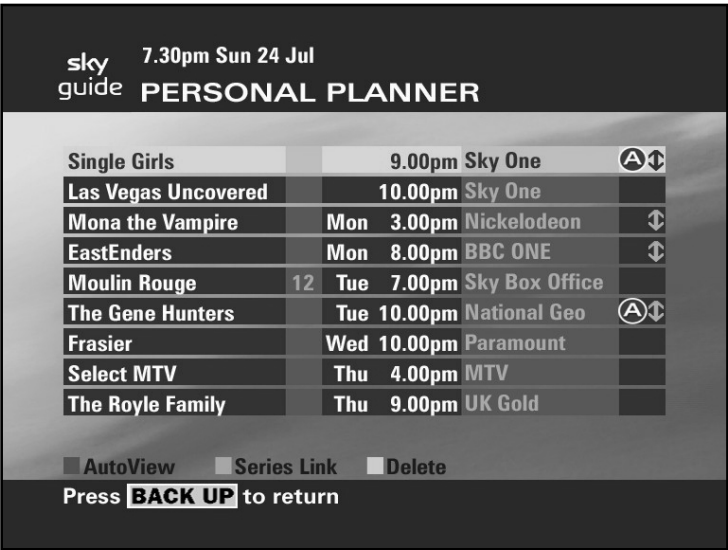 sky guide 7.30pm Sun 24 Jul
PERSONAL PLANNER
Single Girls 9.00pm Sky One A
Las Vegas Uncovered 10.00pm Sky One
Mona the Vampire Mon 3.00pm Nickelodeon
EastEnders Mon 8.00pm BBC ONE
Moulin Rouge 12 Tue 7.00pm Sky Box Office
The Gene Hunters Tue 10.00pm National Geo A
Frasier Wed 10.00pm Paramount
Select MTV Thu 4.00pm MTV
The Royle Family Thu 9.00pm UK Gold
AutoView Series Link Delete
Press BACK UP to return